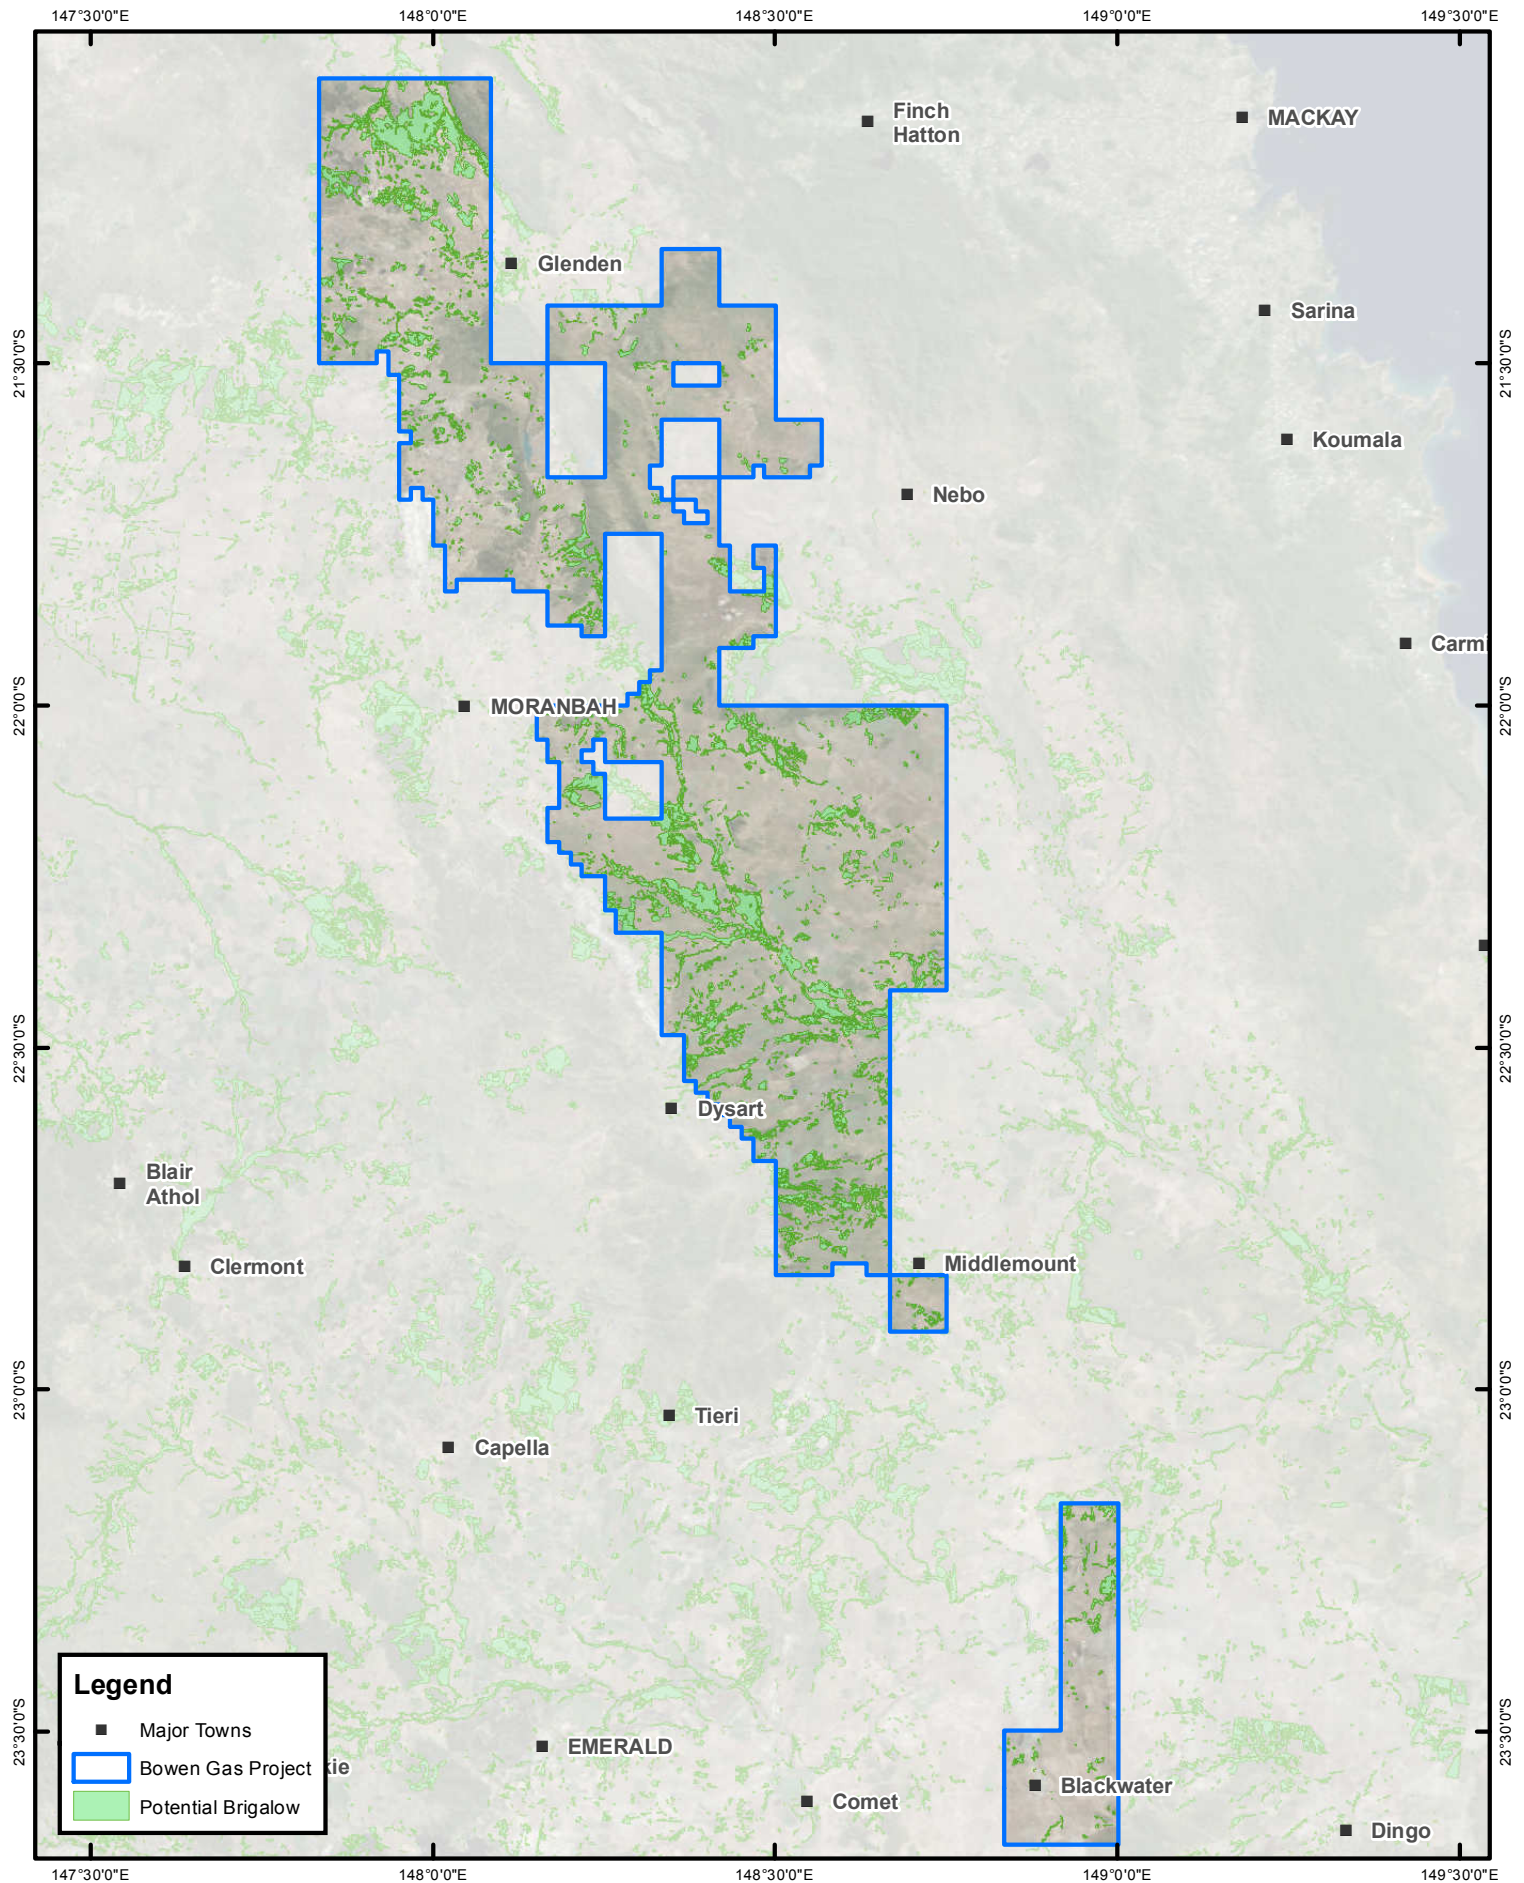 147°30'0"E
148°0'0"E
148°30'0"E
149°0'0"E
149°30'0"E
Finch
Hatton
MACKAY
Glenden
Sarina
21°30'0"S
21°30'0"S
Koumala
Nebo
Carmi
MORANBAH
22°0'0"S
22°0'0"S
22°30'0"S
22°30'0"S
Dysart
Blair
Athol
Clermont
Middlemount
23°0'0"S
23°0'0"S
Tieri
Capella
Legend
Major Towns
Bowen Gas Project
Potential Brigalow
kie
23°30'0"S
23°30'0"S
EMERALD
Blackwater
Comet
Dingo
147°30'0"E
148°0'0"E
148°30'0"E
149°0'0"E
149°30'0"E